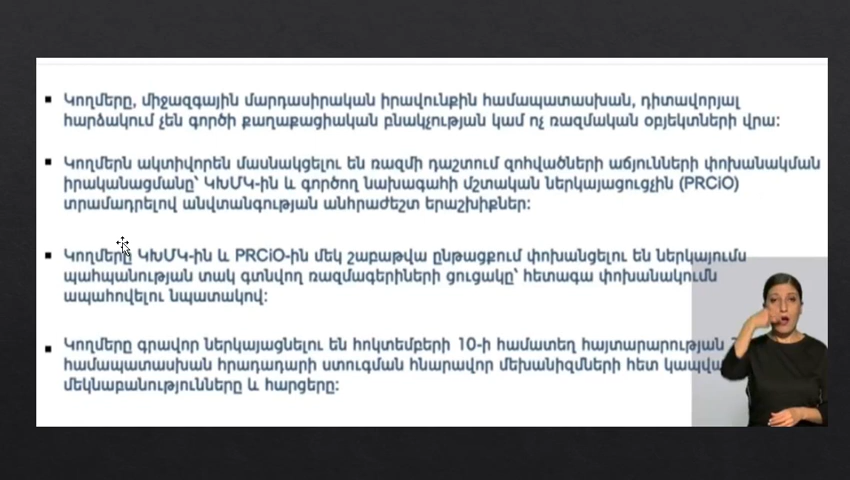 Կողմերը, միջազգային մարդասիրական իրավունքին համապատասխան, դիտավորյալ
հարձակում չեն գործի քաղաքացիական բնակչության կամ ոչ ռազմական օբյեկտների վրա:
Կողմերն ակտիվորեն մասնակցելու են ռազմի դաշտում զոհվածների աճյունների փոխանակման
իրականացմանը՝ ԿԽՄԿ-ին և գործող նախագահի մշտական ներկայացուցչին (PRCiO)
տրամադրելով անվտանգության անհրաժեշտ երաշխիքներ:
Կողմերը ԿԽՄԿ-ին և PRCiO-ին մեկ շաբաթվա ընթացքում փոխանցելու են ներկայումս
պահպանության տակ գտնվող ռազմագերիների ցուցակը՝ հետագա փոխանակումն
ապահովելու նպատակով:
Կողմերը գրավոր ներկայացնելու են հոկտեմբերի 10-ի համատեղ հայտարարության
համապատասխան հրադադարի ստուգման հնարավոր մեխանիզմների հետ
մեկնաբանությունները և հարցերը: